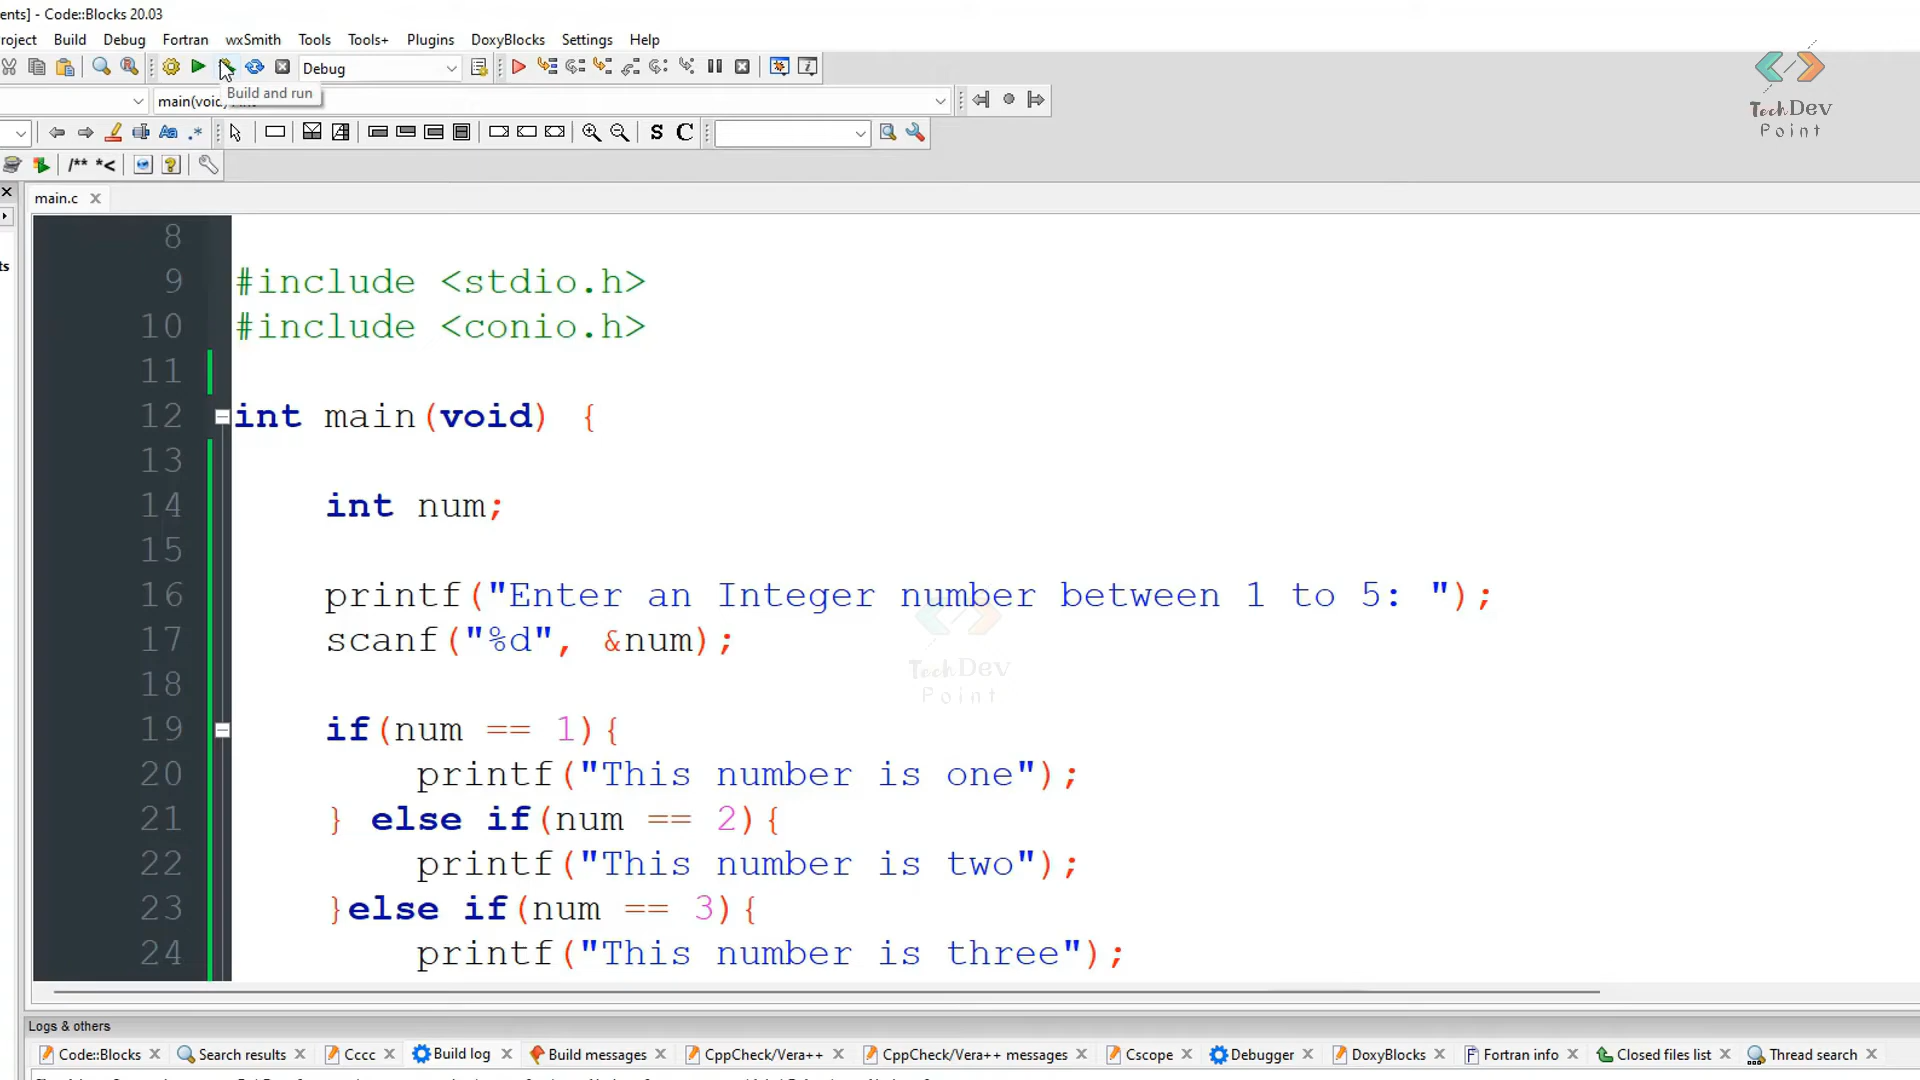 ents] - Code::Blocks 20.03
roject Build Debug Fortran wxSmith Tools Tools+ Plugins DoxyBlocks Settings Help
Debug
Build and run
main(void)
S C
/** *<
TechDev
Point
main.c
ts
8
9 #include <stdio.h>
10 #include <conio.h>
11
12 int main(void) {
13
14 int num;
15
16 printf("Enter an Integer number between 1 to 5: ");
17 scanf("%d", &num);
18
19 if(num == 1){
20 printf("This number is one");
21 } else if(num == 2){
22 printf("This number is two");
23 }else if(num == 3){
24 printf("This number is three");
TechDev
Point
Logs & others
Code::Blocks Search results Cccc Build log Build messages CppCheck/Vera++ CppCheck/Vera++ messages Cscope Debugger DoxyBlocks Fortran info Closed files list Thread search